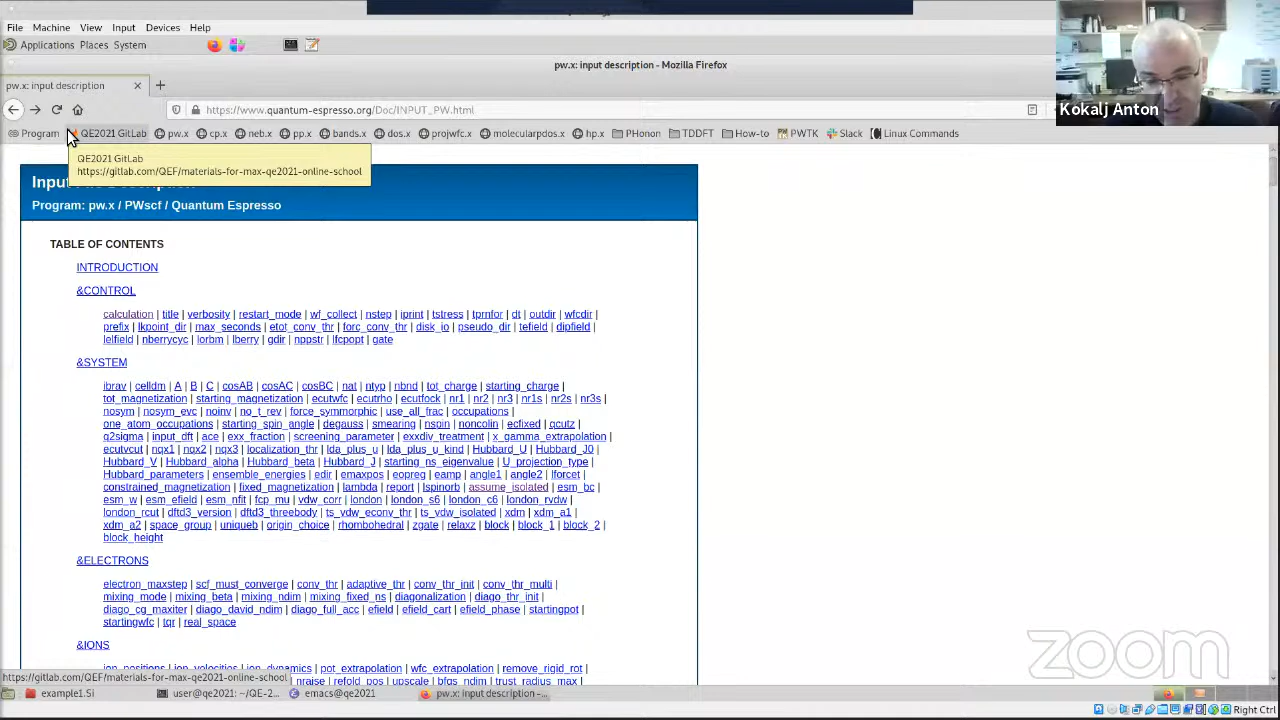 File Machine View Input Devices Help
Applications Places System
pw.x: input description - Mozilla Firefox
pw.x: input description
https://www.quantum-espresso.org/Doc/INPUT_PW.html
Kokalj Anton
Program QE2021 GitLab pw.x cp.x neb.x pp.x bands.x dos.x projwfc.x molecularpdos.x hp.x PHonon TDDFT How-to PWTK Slack Linux Commands
QE2021 GitLab
https://gitlab.com/QEF/materials-for-max-qe2021-online-school
Program: pw.x / PWscf / Quantum Espresso
TABLE OF CONTENTS
INTRODUCTION
&CONTROL
calculation | title | verbosity | restart_mode | wf_collect | nstep | iprint | tstress | tprnfor | dt | outdir | wfcdir |
prefix | lkpoint_dir | max_seconds | etot_conv_thr | forc_conv_thr | disk_io | pseudo_dir | tefield | dipfield |
lelfield | nberrycyc | lorbm | lberry | gdir | nppstr | lfcpopt | gate
&SYSTEM
ibrav | celldm | A | B | C | cosAB | cosAC | cosBC | nat | ntyp | nbnd | tot_charge | starting_charge |
tot_magnetization | starting_magnetization | ecutwfc | ecutrho | ecutfock | nr1 | nr2 | nr3 | nr1s | nr2s | nr3s |
nosym | nosym_evc | noinv | no_t_rev | force_symmorphic | use_all_frac | occupations |
one_atom_occupations | starting_spin_angle | degauss | smearing | nspin | noncolin | ecfixed | qcutz |
q2sigma | input_dft | ace | exx_fraction | screening_parameter | exxdiv_treatment | x_gamma_extrapolation |
ecutvcut | nqx1 | nqx2 | nqx3 | localization_thr | lda_plus_u | lda_plus_u_kind | Hubbard_U | Hubbard_J0 |
Hubbard_V | Hubbard_alpha | Hubbard_beta | Hubbard_J | starting_ns_eigenvalue | U_projection_type |
Hubbard_parameters | ensemble_energies | edir | emaxpos | eopreg | eamp | angle1 | angle2 | lforcet |
constrained_magnetization | fixed_magnetization | lambda | report | lspinorb | assume_isolated | esm_bc |
esm_w | esm_efield | esm_nfit | fcp_mu | vdw_corr | london | london_s6 | london_c6 | london_rvdw |
london_rcut | dftd3_version | dftd3_threebody | ts_vdw_econv_thr | ts_vdw_isolated | xdm | xdm_a1 |
xdm_a2 | space_group | uniqueb | origin_choice | rhombohedral | zgate | relaxz | block | block_1 | block_2 |
block_height
&ELECTRONS
electron_maxstep | scf_must_converge | conv_thr | adaptive_thr | conv_thr_init | conv_thr_multi |
mixing_mode | mixing_beta | mixing_ndim | mixing_fixed_ns | diagonalization | diago_thr_init |
diago_cg_maxiter | diago_david_ndim | diago_full_acc | efield | efield_cart | efield_phase | startingpot |
startingwfc | tqr | real_space
&IONS
ion_positions | ion_velocities | ion_dynamics | pot_extrapolation | wfc_extrapolation | remove_rigid_rot |
nraise | refold_pos | upscale | bfgs_ndim | trust_radius_max |
https://gitlab.com/QEF/materials-for-max-qe2021-online-school
example1.Si user@qe2021: ~/QE-2... emacs@qe2021 pw.x: input description -...
Right Ctrl
zoom